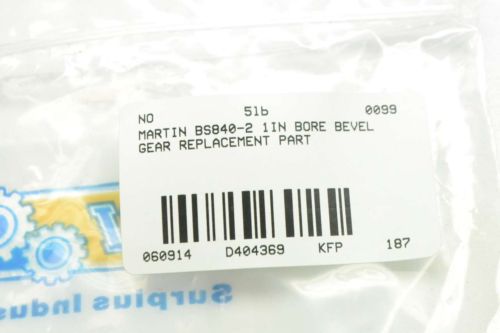 NO 5lb 0099
MARTIN BS840-2 1IN BORE BEVEL
GEAR REPLACEMENT PART
060914 D404369 KFP 187
Surplus Indus